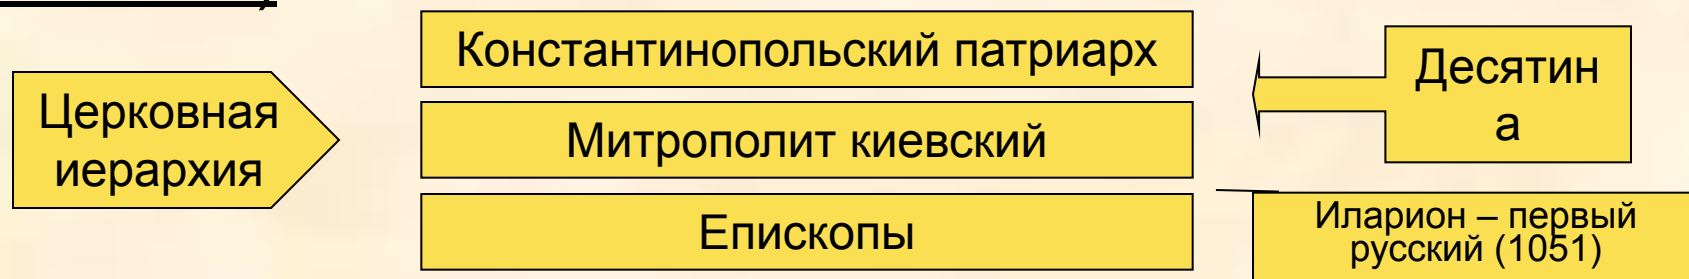 Константинопольский патриарх
Десятин
а
Церковная
иерархия
Митрополит киевский
Епископы
Иларион – первый
русский (1051)